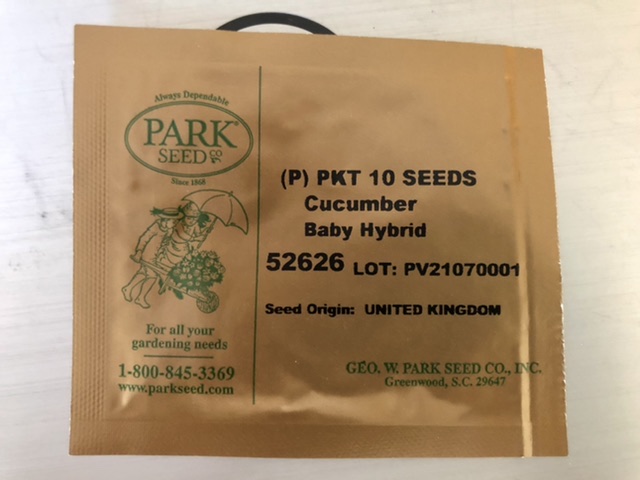 Always Dependable
PARK®
SEED CO
Since 1868
For all your
gardening needs
1-800-845-3369
www.parkseed.com
(P) PKT 10 SEEDS
Cucumber
Baby Hybrid
52626 LOT: PV21070001
Seed Origin: UNITED KINGDOM
GEO. W. PARK SEED CO., INC.
Greenwood, S.C. 29647